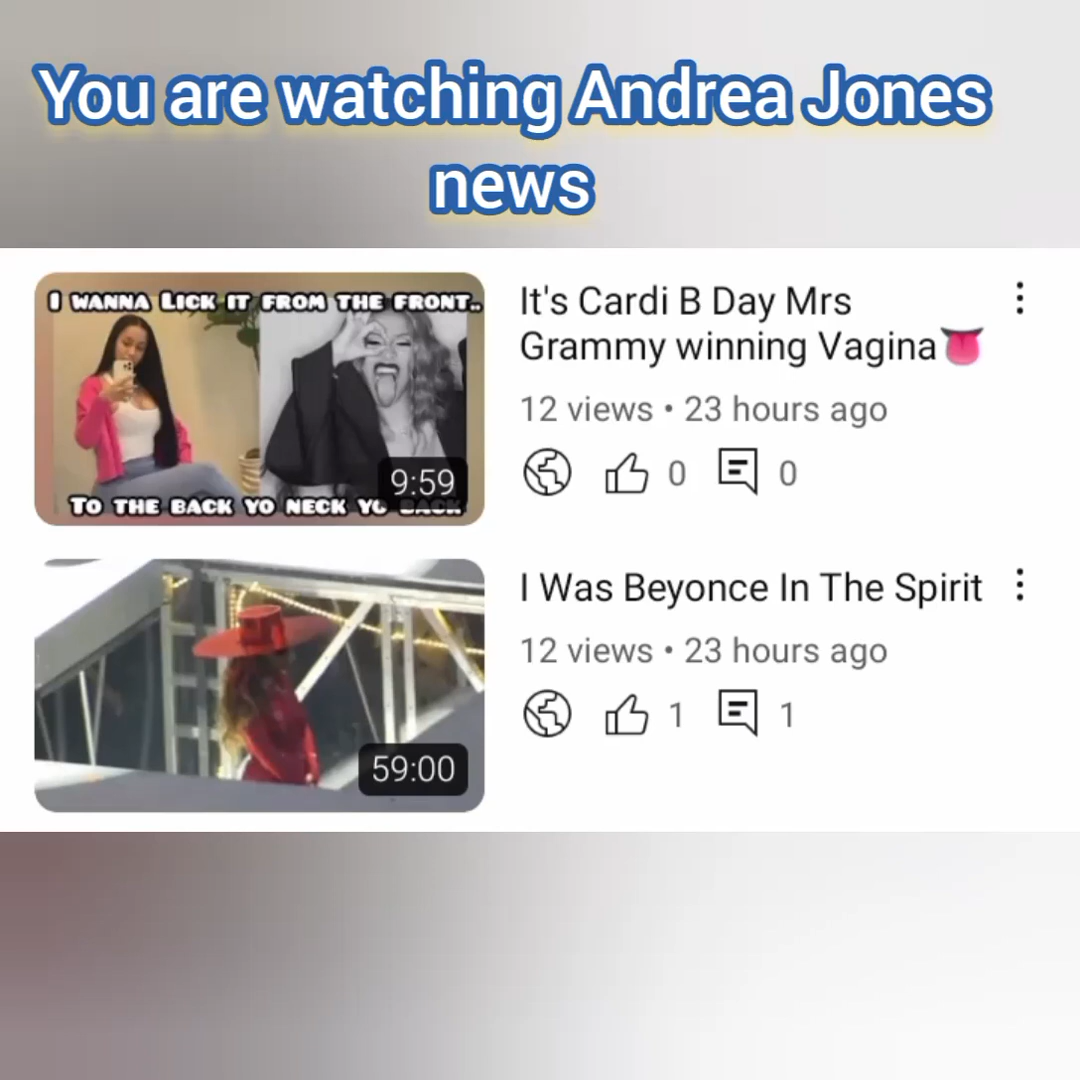 You are watching Andrea Jones
news
I WANNA LICK IT FROM THE FRONT..
TO THE BACK YO NECK YO BACK
9:59
It's Cardi B Day Mrs
Grammy winning Vagina👅
12 views • 23 hours ago
0 0
59:00
I Was Beyonce In The Spirit
12 views • 23 hours ago
1 1